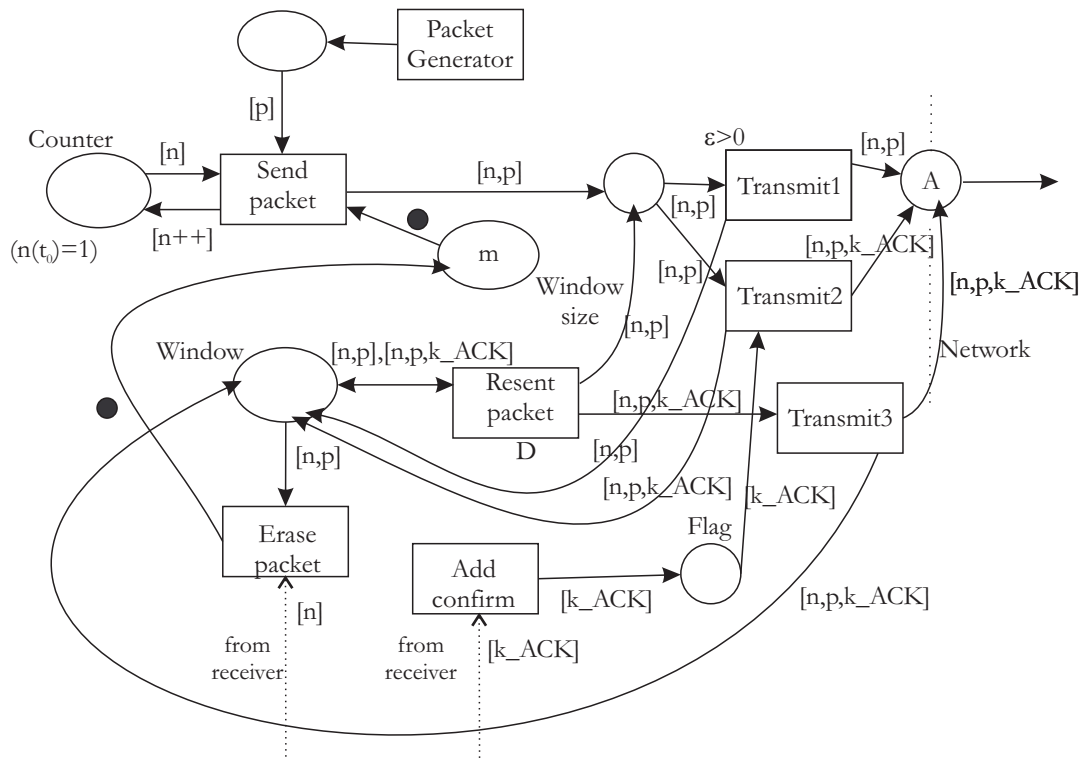 Packet
Generator
[p]
Counter
[n]
Send
packet
[n++]
(n(t₀)=1)
[n,p]
ε>0
Transmit1
[n,p]
A
[n,p]
m
Window
size
[n,p]
[n,p,k_ACK]
Transmit2
[n,p,k_ACK]
[n,p]
Network
Window
[n,p],[n,p,k_ACK]
Resent
packet
D
[n,p,k_ACK]
Transmit3
[n,p]
[n,p]
[n,p,k_ACK]
[k_ACK]
Flag
Erase
packet
Add
confirm
[k_ACK]
[n,p,k_ACK]
[n]
from
receiver
from
receiver
[k_ACK]